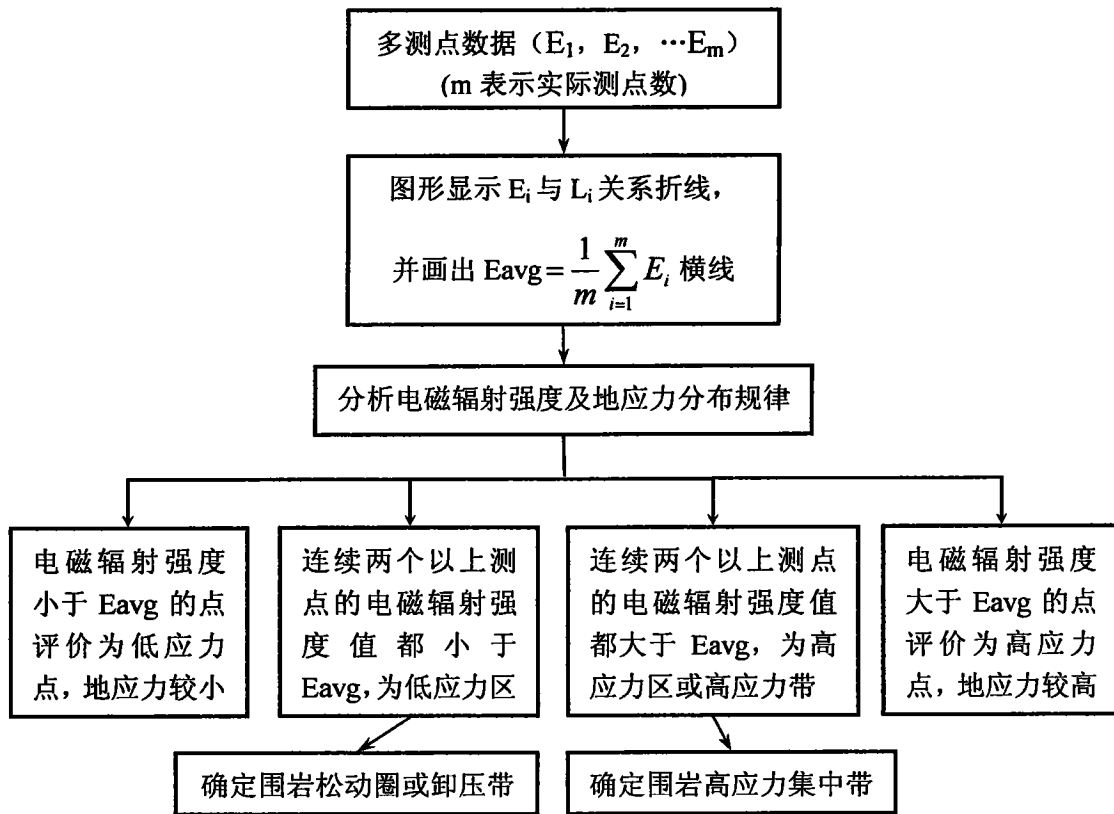 多测点数据（E₁，E₂，…Eₘ）
(m 表示实际测点数)
图形显示 Eᵢ 与 Lᵢ 关系折线，
并画出 Eavg = \frac{1}{m} \sum_{i=1}^{m} E_i 横线
分析电磁辐射强度及地应力分布规律
电磁辐射强度
小于 Eavg 的点
评价为低应力
点，地应力较小
连续两个以上测
点的电磁辐射强
度值都小于
Eavg，为低应力区
连续两个以上测点
的电磁辐射强度值
都大于 Eavg，为高
应力区或高应力带
电磁辐射强度
大于 Eavg 的点
评价为高应力
点，地应力较高
确定围岩松动圈或卸压带
确定围岩高应力集中带